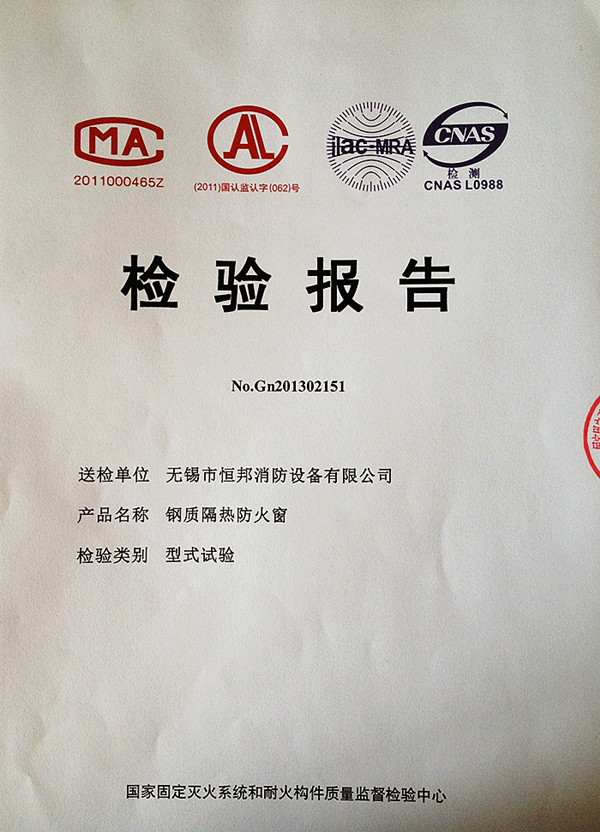 MA
2011000465Z
AL
(2011)国认监认字(062)号
ilac-MRA
CNAS
检 测
CNAS L0988
检验报告
No.Gn201302151
送检单位 无锡市恒邦消防设备有限公司
产品名称 钢质隔热防火窗
检验类别 型式试验
国家固定灭火系统和耐火构件质量监督检验中心